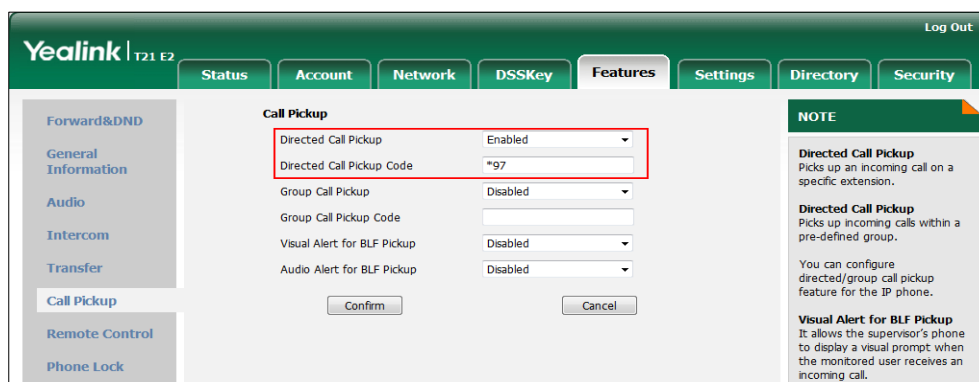 Log Out
Yealink | T21 E2
Status Account Network DSSKey Features Settings Directory Security
Forward&DND
General
Information
Audio
Intercom
Transfer
Call Pickup
Remote Control
Phone Lock
Call Pickup
Directed Call Pickup Enabled
Directed Call Pickup Code *97
Group Call Pickup Disabled
Group Call Pickup Code
Visual Alert for BLF Pickup Disabled
Audio Alert for BLF Pickup Disabled
Confirm Cancel
NOTE
Directed Call Pickup
Picks up an incoming call on a
specific extension.
Directed Call Pickup
Picks up incoming calls within a
pre-defined group.
You can configure
directed/group call pickup
feature for the IP phone.
Visual Alert for BLF Pickup
It allows the supervisor's phone
to display a visual prompt when
the monitored user receives an
incoming call.